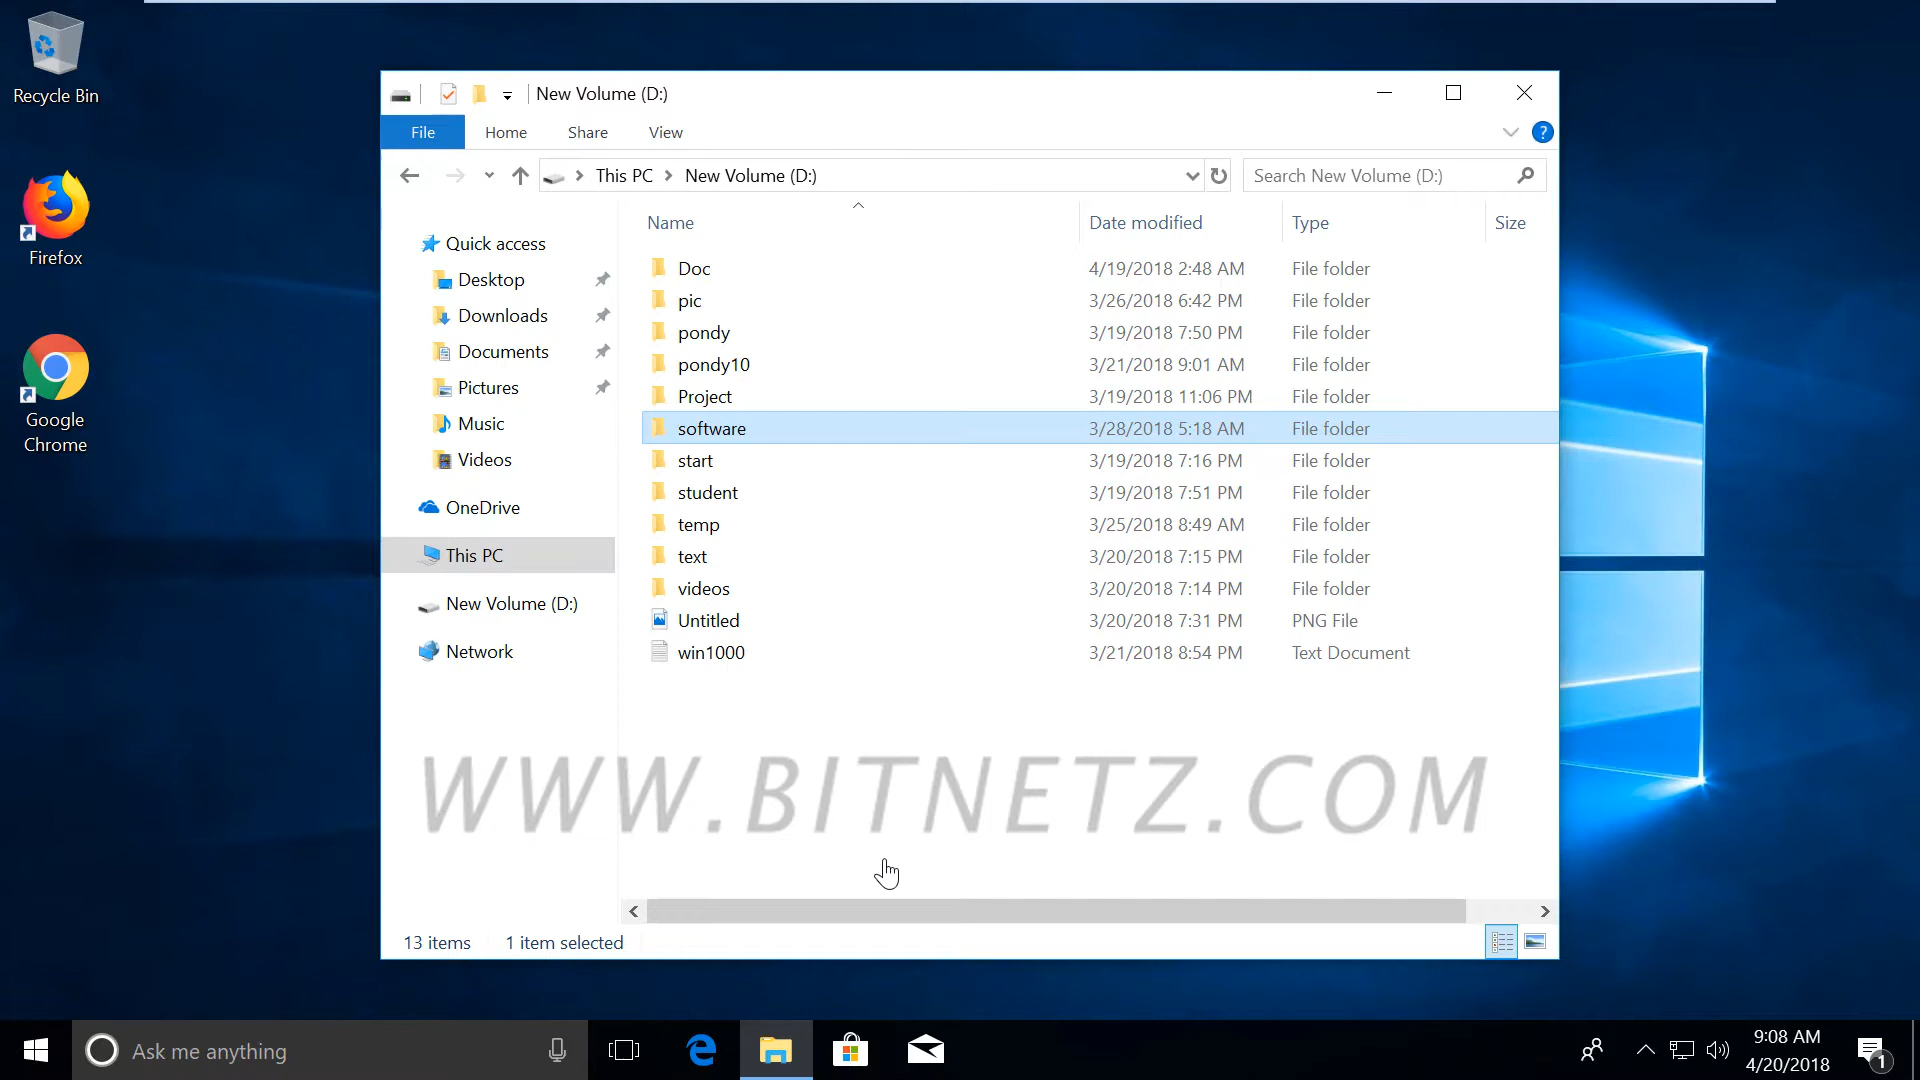 Recycle Bin
Firefox
Google
Chrome
New Volume (D:)
File Home Share View
?
This PC New Volume (D:)
Search New Volume (D:)
Quick access
Desktop
Downloads
Documents
Pictures
Music
Videos
OneDrive
This PC
New Volume (D:)
Network
Name Date modified Type Size
Doc 4/19/2018 2:48 AM File folder
pic 3/26/2018 6:42 PM File folder
pondy 3/19/2018 7:50 PM File folder
pondy10 3/21/2018 9:01 AM File folder
Project 3/19/2018 11:06 PM File folder
software 3/28/2018 5:18 AM File folder
start 3/19/2018 7:16 PM File folder
student 3/19/2018 7:51 PM File folder
temp 3/25/2018 8:49 AM File folder
text 3/20/2018 7:15 PM File folder
videos 3/20/2018 7:14 PM File folder
Untitled 3/20/2018 7:31 PM PNG File
win1000 3/21/2018 8:54 PM Text Document
WWW.BITNETZ.COM
13 items 1 item selected
Ask me anything
9:08 AM
4/20/2018
1